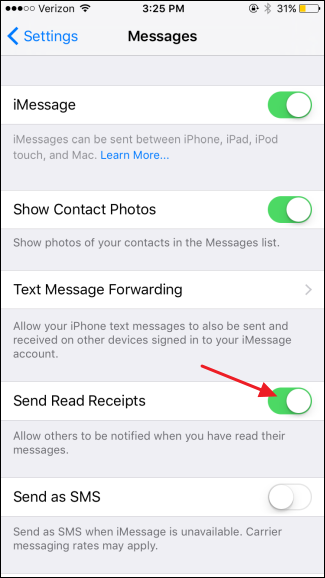 Verizon 3:25 PM 31%
Settings Messages
iMessage
iMessages can be sent between iPhone, iPad, iPod
touch, and Mac. Learn More...
Show Contact Photos
Show photos of your contacts in the Messages list.
Text Message Forwarding
Allow your iPhone text messages to also be sent and
received on other devices signed in to your iMessage
account.
Send Read Receipts
Allow others to be notified when you have read their
messages.
Send as SMS
Send as SMS when iMessage is unavailable. Carrier
messaging rates may apply.